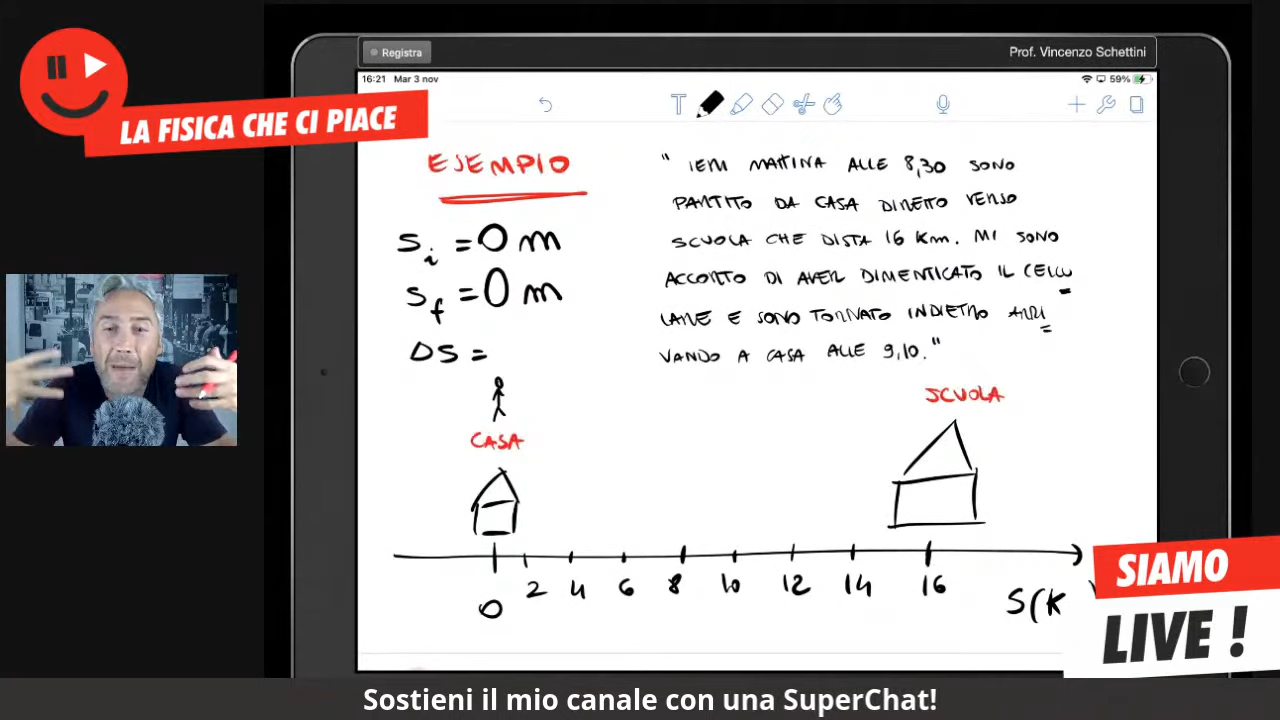 Registra
Prof. Vincenzo Schettini
16:21 Mar 3 nov
59%
LA FISICA CHE CI PIACE
ESEMPIO
Si = 0 m
Sf = 0 m
DS =
" IERI MATTINA ALLE 8,30 SONO
PARTITO DA CASA DIRETTO VERSO
SCUOLA CHE DISTA 16 Km. MI SONO
ACCORTO DI AVER DIMENTICATO IL CELLU
LARE E SONO TORNATO INDIETRO ARRI
VANDO A CASA ALLE 9,10."
CASA
SCUOLA
0 2 4 6 8 10 12 14 16
S(K
SIAMO
LIVE !
Sostieni il mio canale con una SuperChat!